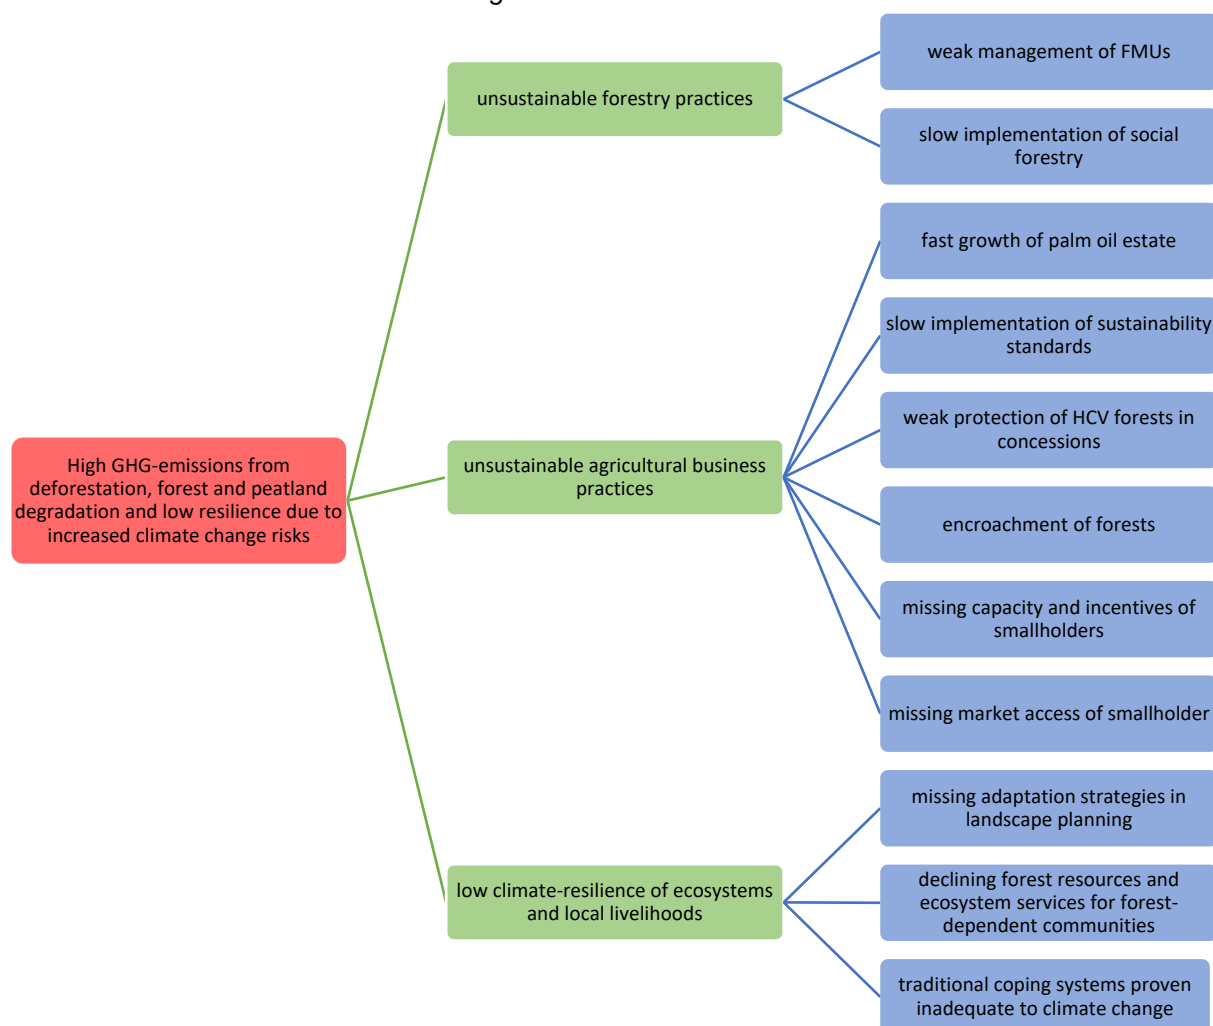 weak management of FMUs
unsustainable forestry practices
slow implementation of social
forestry
fast growth of palm oil estate
slow implementation of sustainability
standards
weak protection of HCV forests in
concessions
High GHG-emissions from
deforestation, forest and peatland
degradation and low resilience due to
increased climate change risks
unsustainable agricultural business
practices
encroachment of forests
missing capacity and incentives of
smallholders
missing market access of smallholder
missing adaptation strategies in
landscape planning
low climate-resilience of ecosystems
and local livelihoods
declining forest resources and
ecosystem services for forest-
dependent communities
traditional coping systems proven
inadequate to climate change